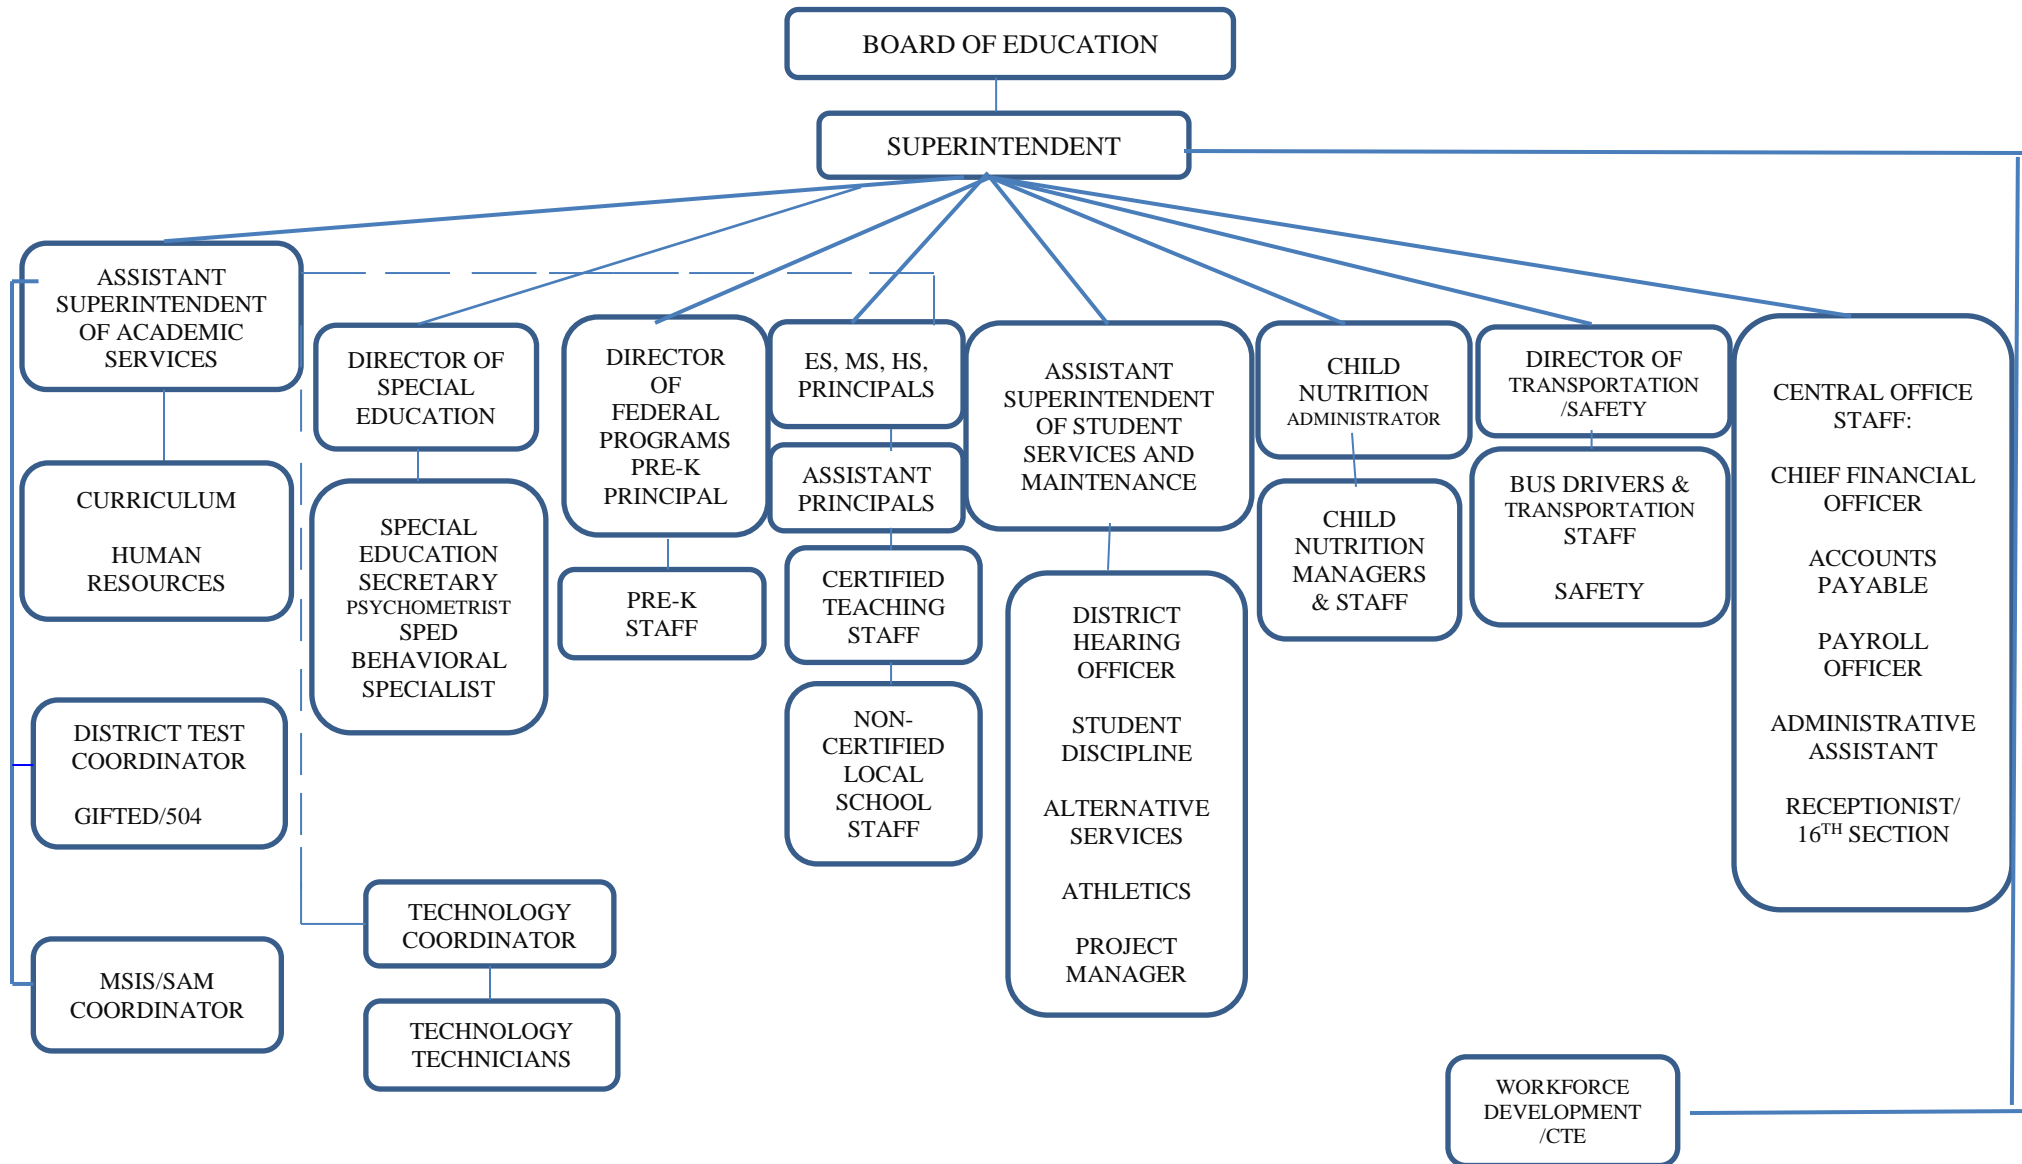 BOARD OF EDUCATION
SUPERINTENDENT
ASSISTANT
SUPERINTENDENT
OF ACADEMIC
SERVICES
CURRICULUM
HUMAN
RESOURCES
DISTRICT TEST
COORDINATOR
GIFTED/504
MSIS/SAM
COORDINATOR
DIRECTOR OF
SPECIAL
EDUCATION
SPECIAL
EDUCATION
SECRETARY
PSYCHOMETRIST
SPED
BEHAVIORAL
SPECIALIST
TECHNOLOGY
COORDINATOR
TECHNOLOGY
TECHNICIANS
DIRECTOR
OF
FEDERAL
PROGRAMS
PRE-K
PRINCIPAL
PRE-K
STAFF
ES, MS, HS,
PRINCIPALS
ASSISTANT
PRINCIPALS
CERTIFIED
TEACHING
STAFF
NON-
CERTIFIED
LOCAL
SCHOOL
STAFF
ASSISTANT
SUPERINTENDENT
OF STUDENT
SERVICES AND
MAINTENANCE
DISTRICT
HEARING
OFFICER
STUDENT
DISCIPLINE
ALTERNATIVE
SERVICES
ATHLETICS
PROJECT
MANAGER
CHILD
NUTRITION
ADMINISTRATOR
CHILD
NUTRITION
MANAGERS
& STAFF
DIRECTOR OF
TRANSPORTATION
/SAFETY
BUS DRIVERS &
TRANSPORTATION
STAFF
SAFETY
CENTRAL OFFICE
STAFF:
CHIEF FINANCIAL
OFFICER
ACCOUNTS
PAYABLE
PAYROLL
OFFICER
ADMINISTRATIVE
ASSISTANT
RECEPTIONIST/
16TH SECTION
WORKFORCE
DEVELOPMENT
/CTE